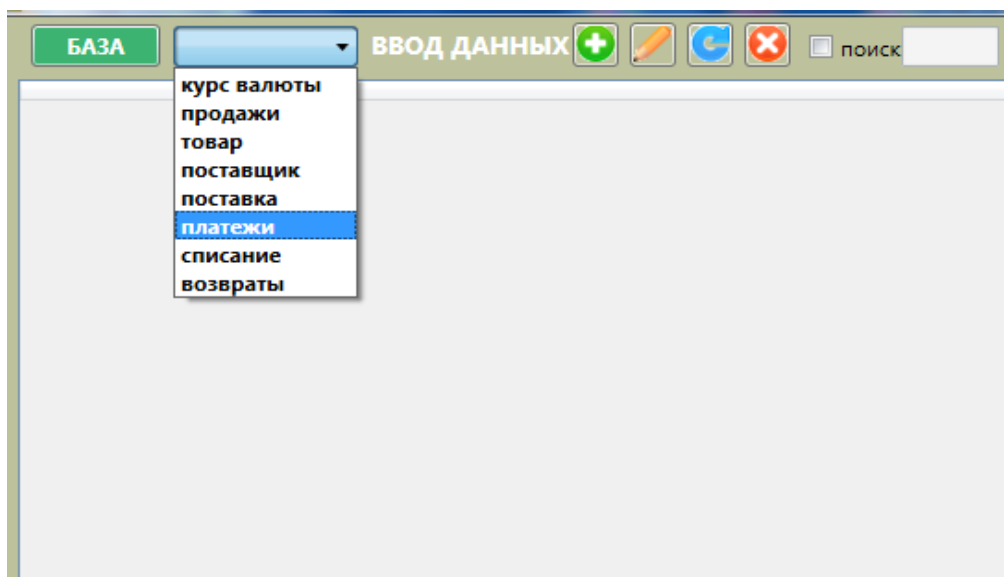 БАЗА ВВОД ДАННЫХ поиск
курс валюты
продажи
товар
поставщик
поставка
платежи
списание
возвраты